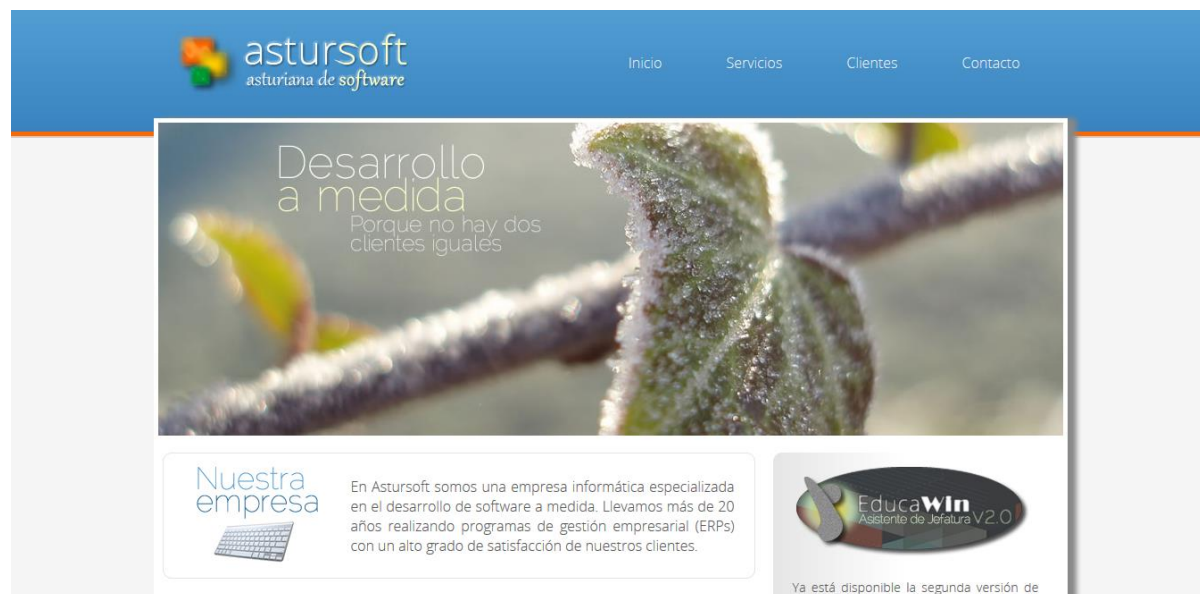 astursoft
asturiana de software
Inicio Servicios Clientes Contacto
Desarrollo
a medida
Porque no hay dos
clientes iguales
Nuestra
empresa
En Astursoft somos una empresa informática especializada
en el desarrollo de software a medida. Llevamos más de 20
años realizando programas de gestión empresarial (ERPs)
con un alto grado de satisfacción de nuestros clientes.
EducaWin
Asistente de Jefatura V2.0
Ya está disponible la segunda versión de